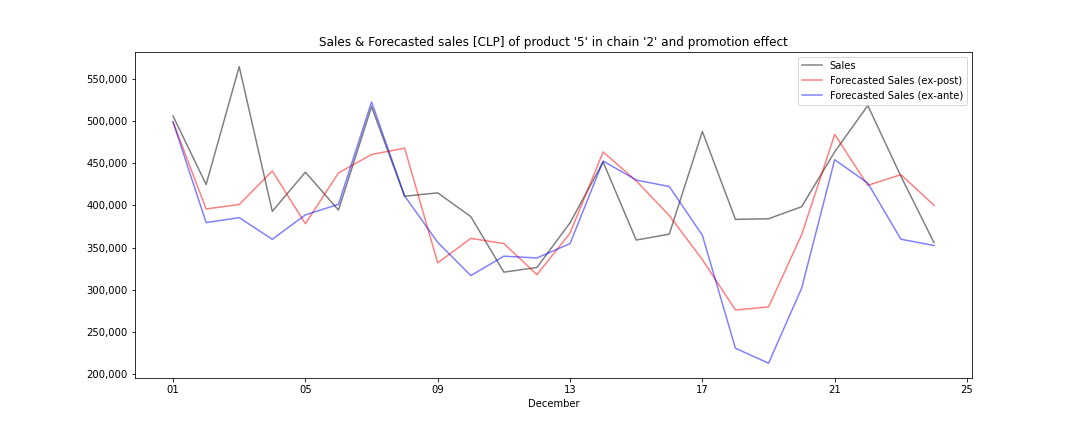 Sales & Forecasted sales [CLP] of product '5' in chain '2' and promotion effect
Sales
Forecasted Sales (ex-post)
Forecasted Sales (ex-ante)
550,000
500,000
450,000
400,000
350,000
300,000
250,000
200,000
01 05 09 13 17 21 25
December